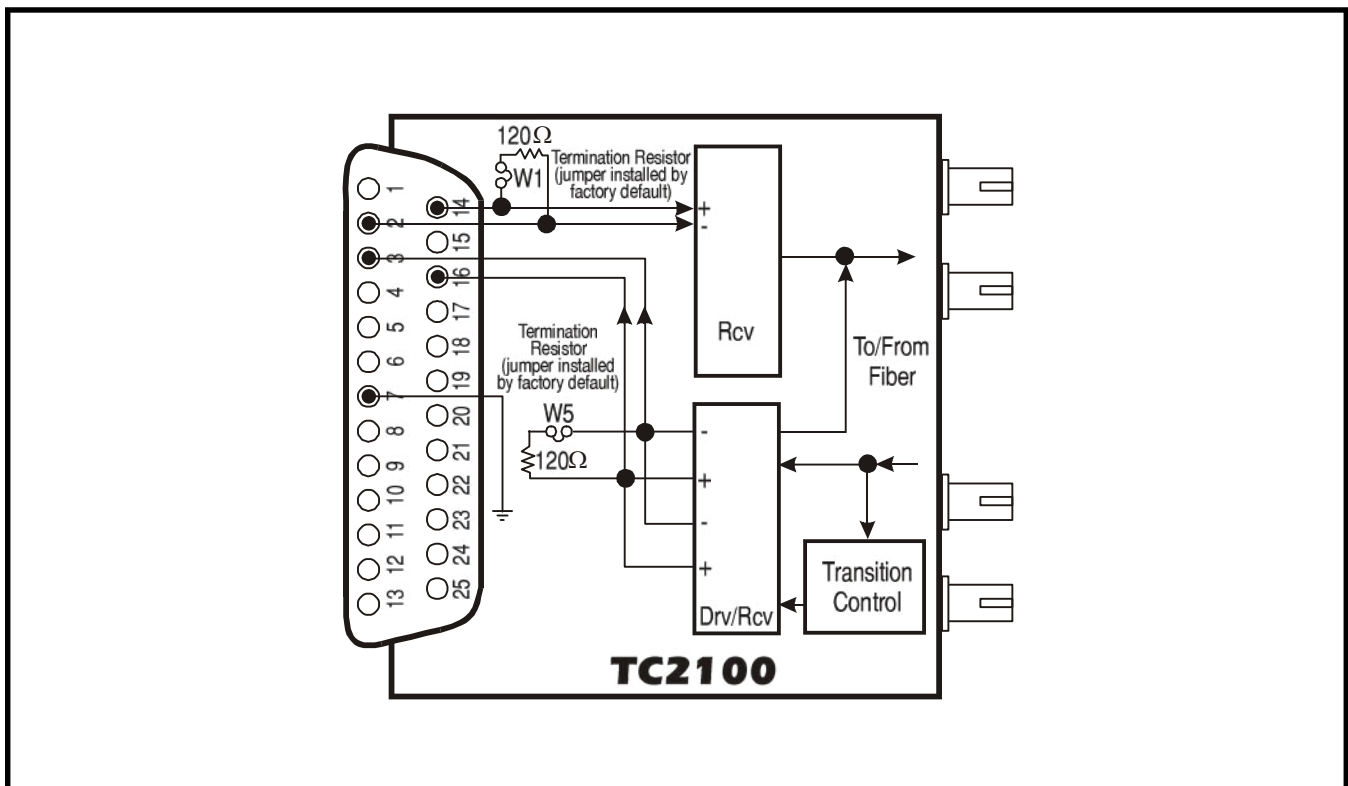 120Ω
W1
Termination Resistor
(jumper installed by
factory default)
1
2
3
4
5
6
7
8
9
10
11
12
13
14
15
16
17
18
19
20
21
22
23
24
25
+
-
Rcv
Termination
Resistor
(jumper installed
by factory default)
W5
120Ω
To/From
Fiber
-
+
-
+
Drv/Rcv
Transition
Control
TC2100